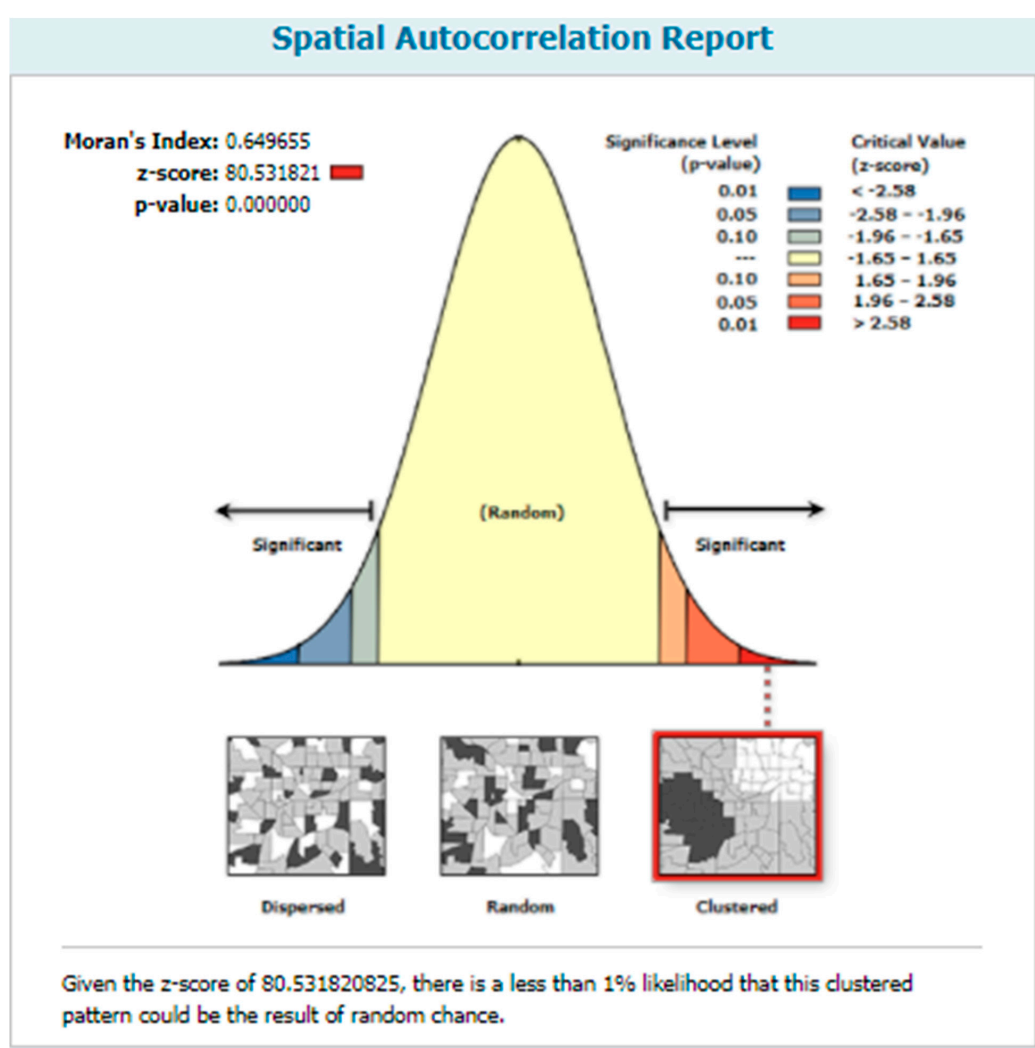 Spatial Autocorrelation Report
Moran's Index: 0.649655
z-score: 80.531821
p-value: 0.000000
Significance Level
(p-value)
0.01
0.05
0.10
---
0.10
0.05
0.01
Critical Value
(z-score)
< -2.58
-2.58 - -1.96
-1.96 - -1.65
-1.65 - 1.65
1.65 - 1.96
1.96 - 2.58
> 2.58
(Random)
Significant
Significant
Dispersed
Random
Clustered
Given the z-score of 80.531820825, there is a less than 1% likelihood that this clustered
pattern could be the result of random chance.